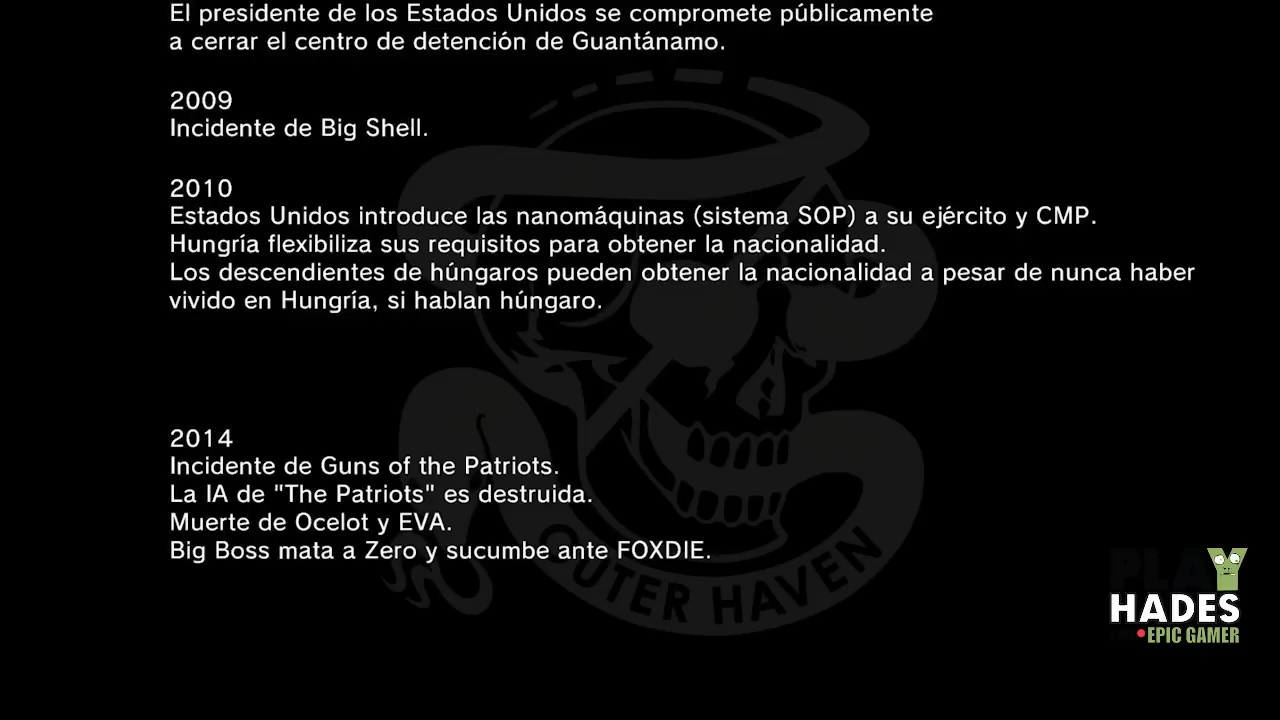 El presidente de los Estados Unidos se compromete públicamente
a cerrar el centro de detención de Guantánamo.
2009
Incidente de Big Shell.
2010
Estados Unidos introduce las nanomáquinas (sistema SOP) a su ejército y CMP.
Hungría flexibiliza sus requisitos para obtener la nacionalidad.
Los descendientes de húngaros pueden obtener la nacionalidad a pesar de nunca haber
vivido en Hungría, si hablan húngaro.
2014
Incidente de Guns of the Patriots.
La IA de "The Patriots" es destruida.
Muerte de Ocelot y EVA.
Big Boss mata a Zero y sucumbe ante FOXDIE.
OUTER HAVEN
PLAY
HADES
EPIC GAMER